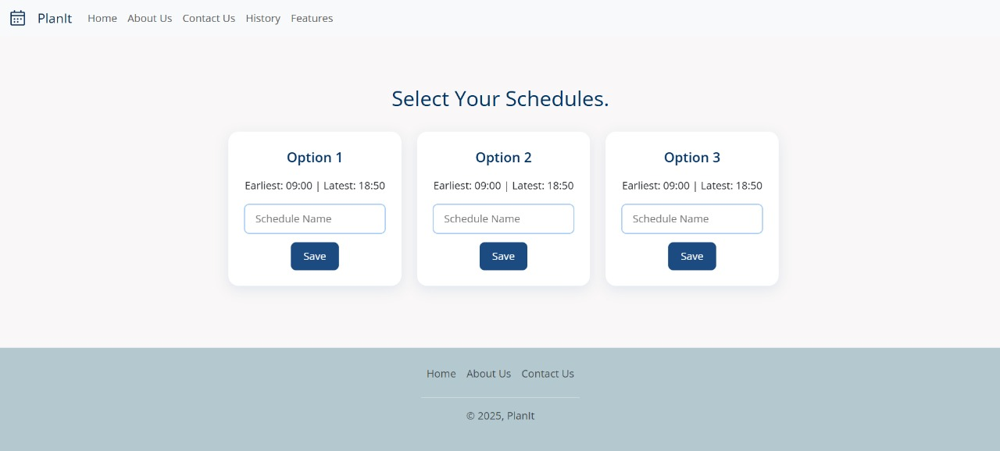 PlanIt Home About Us Contact Us History Features
Select Your Schedules.
Option 1
Earliest: 09:00 | Latest: 18:50
Schedule Name
Save
Option 2
Earliest: 09:00 | Latest: 18:50
Schedule Name
Save
Option 3
Earliest: 09:00 | Latest: 18:50
Schedule Name
Save
Home About Us Contact Us
© 2025, PlanIt